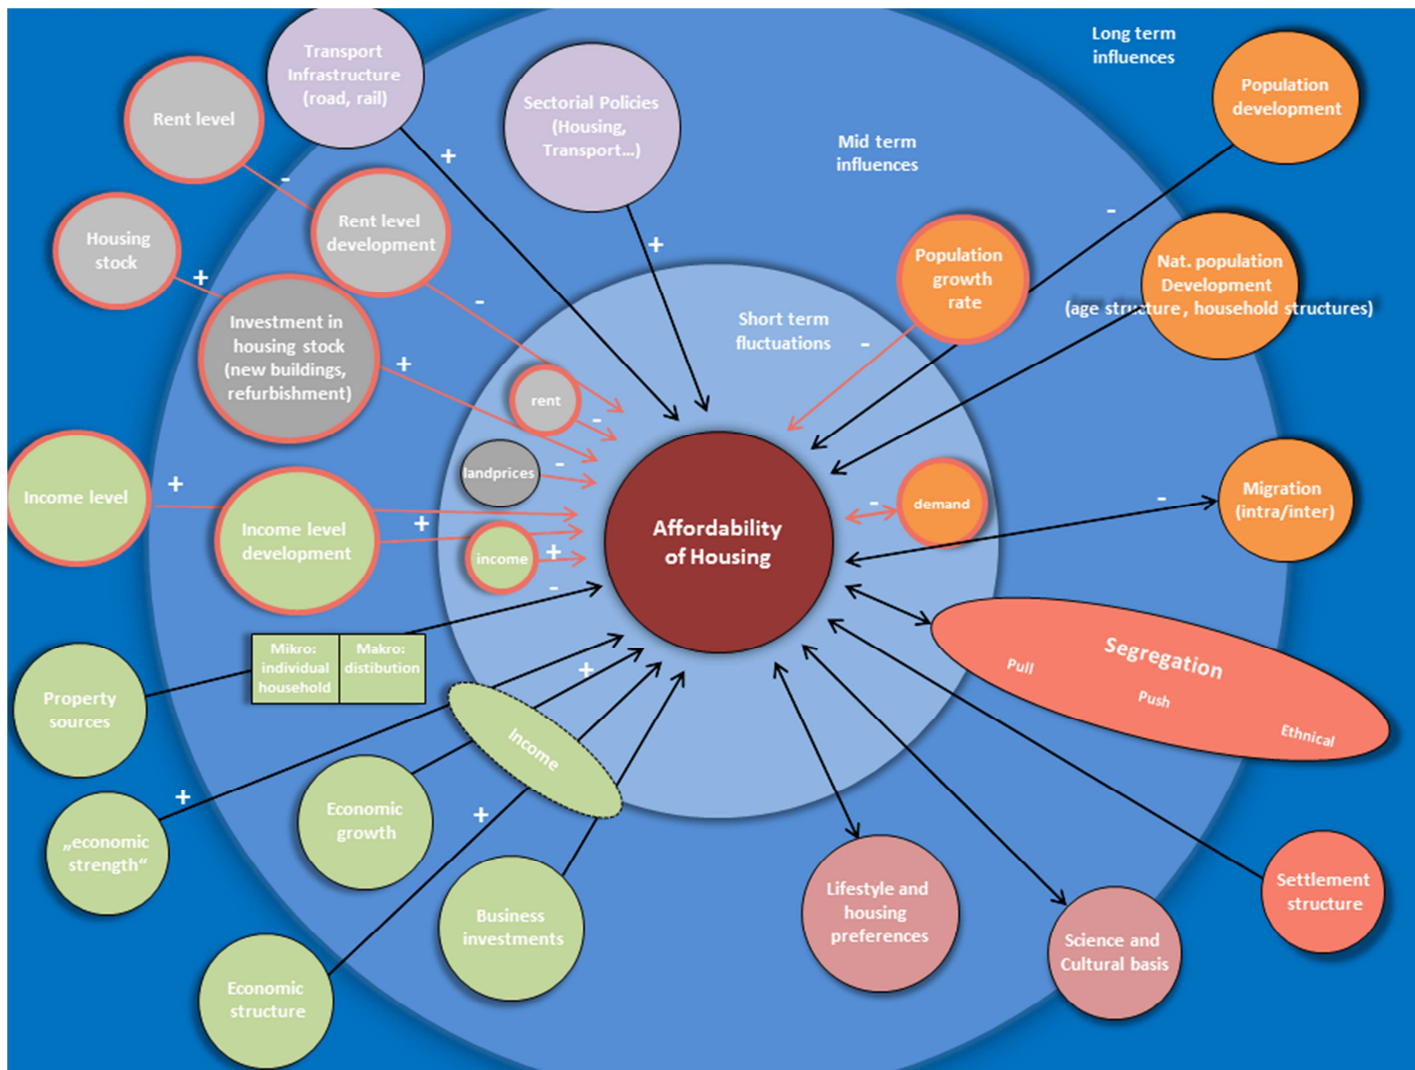 Long term
influences
Transport
Infrastructure
(road, rail)
Population
development
Sectorial Policies
(Housing,
Transport...)
Rent level
Mid term
influences
+
-
-
Rent level
development
Housing
stock
+
+
Population
growth
rate
Nat. population
Development
(age structure , household structures)
Short term
fluctuations
-
-
Investment in
housing stock
(new buildings,
refurbishment)
+
rent
-
landprices
-
Income level
+
Income level
development
+
income
+
-
Affordability
of Housing
demand
-
Migration
(intra/inter)
-
Mikro:
individual
household
Makro:
distibution
Property
sources
+
Segregation
Pull
Push
Ethnical
Income
„economic
strength“
+
Economic
growth
+
Business
investments
Economic
structure
Lifestyle and
housing
preferences
Science and
Cultural basis
Settlement
structure